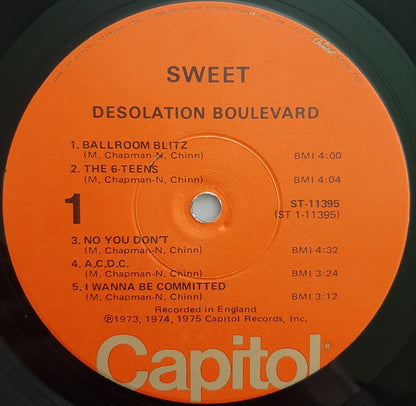 SWEET
DESOLATION BOULEVARD
1. BALLROOM BLITZ
(M. Chapman-N. Chinn) BMI 4:00
2. THE 6-TEENS
(M. Chapman-N. Chinn) BMI 4:04
1 ST-11395
(ST 1-11395)
3. NO YOU DON'T
(M. Chapman-N. Chinn) BMI 4:32
4. A.C.D.C.
(M. Chapman-N. Chinn) BMI 3:24
5. I WANNA BE COMMITTED
(M. Chapman-N. Chinn) BMI 3:12
Recorded in England
℗1973, 1974, 1975 Capitol Records, Inc.
Capitol®